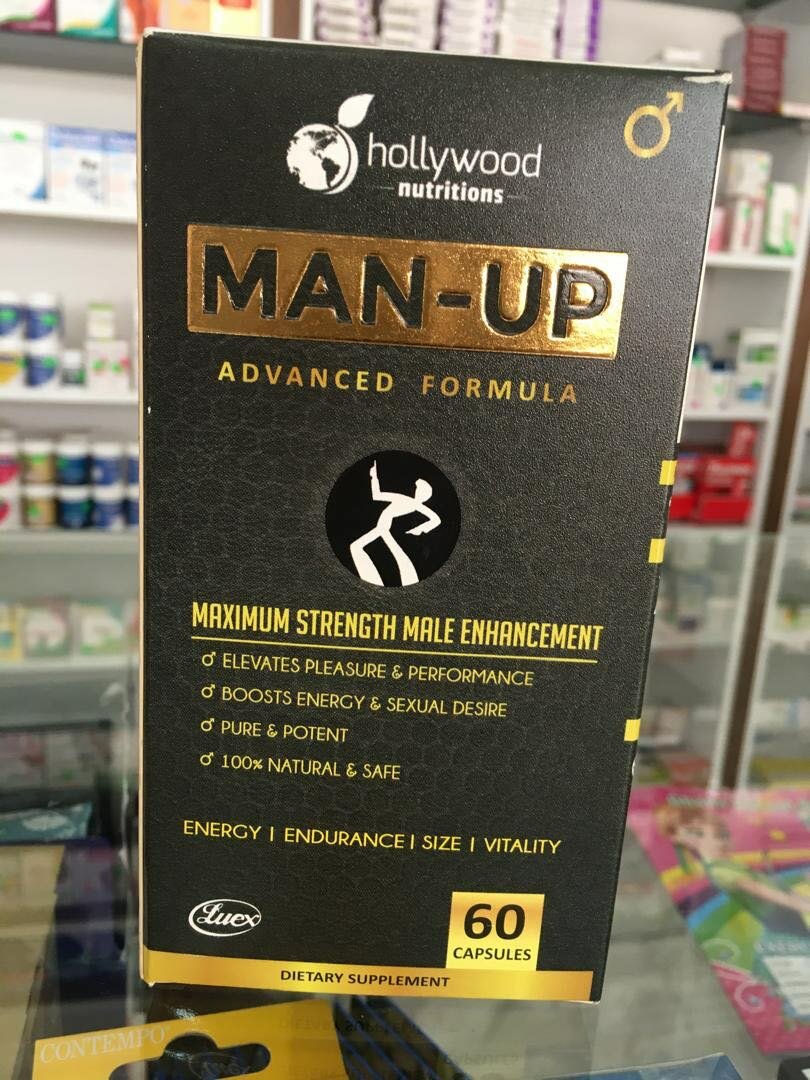 hollywood
nutritions
MAN-UP
ADVANCED FORMULA
MAXIMUM STRENGTH MALE ENHANCEMENT
♂ ELEVATES PLEASURE & PERFORMANCE
♂ BOOSTS ENERGY & SEXUAL DESIRE
♂ PURE & POTENT
♂ 100% NATURAL & SAFE
ENERGY | ENDURANCE | SIZE | VITALITY
Luex
60
CAPSULES
DIETARY SUPPLEMENT
CONTEMPO